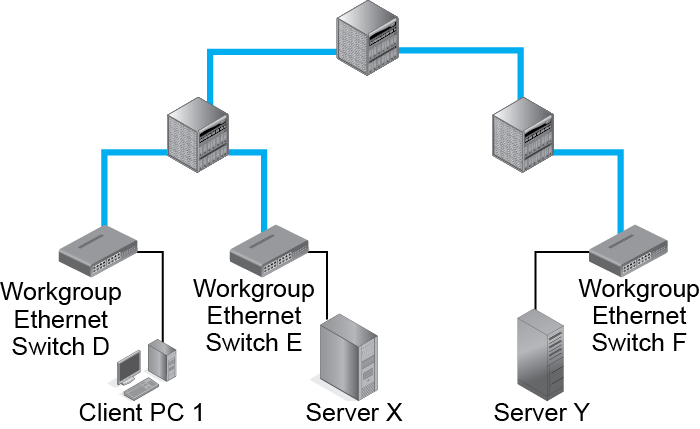 Workgroup
Ethernet
Switch D
Workgroup
Ethernet
Switch E
Workgroup
Ethernet
Switch F
Client PC 1
Server X
Server Y